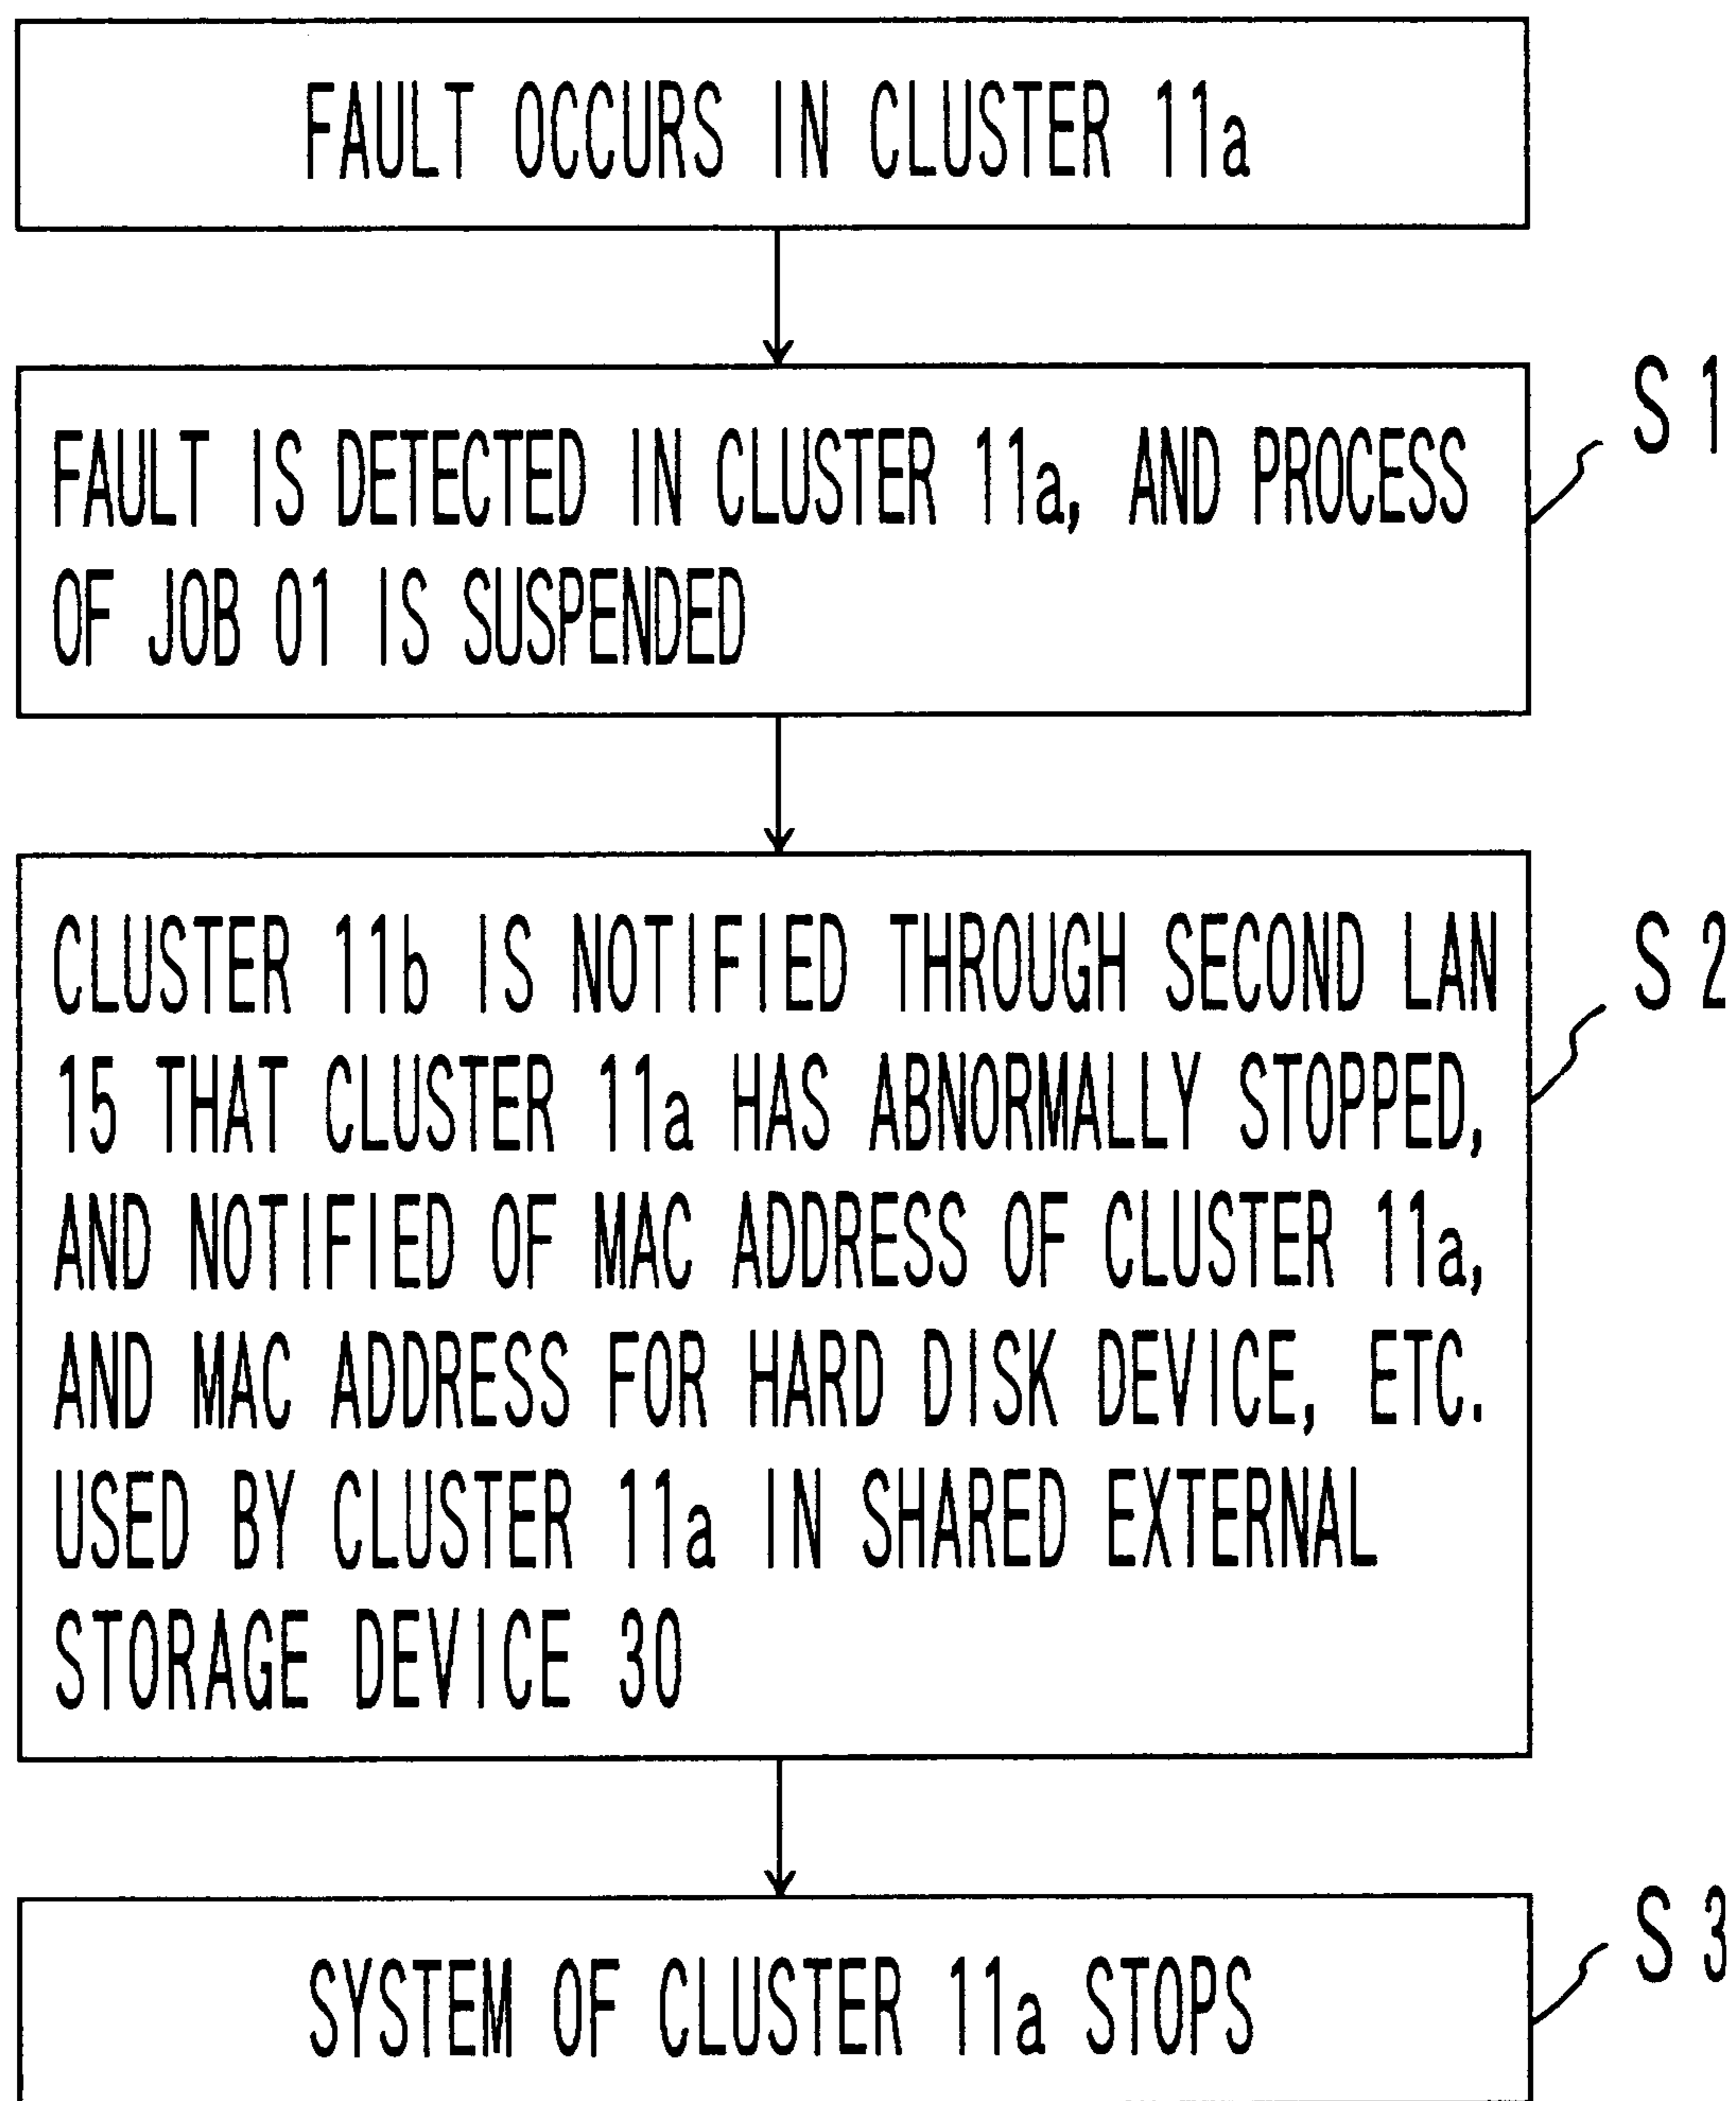 FAULT OCCURS IN CLUSTER 11a
S1
FAULT IS DETECTED IN CLUSTER 11a, AND PROCESS
OF JOB 01 IS SUSPENDED
S2
CLUSTER 11b IS NOTIFIED THROUGH SECOND LAN
15 THAT CLUSTER 11a HAS ABNORMALLY STOPPED,
AND NOTIFIED OF MAC ADDRESS OF CLUSTER 11a,
AND MAC ADDRESS FOR HARD DISK DEVICE, ETC.
USED BY CLUSTER 11a IN SHARED EXTERNAL
STORAGE DEVICE 30
S3
SYSTEM OF CLUSTER 11a STOPS